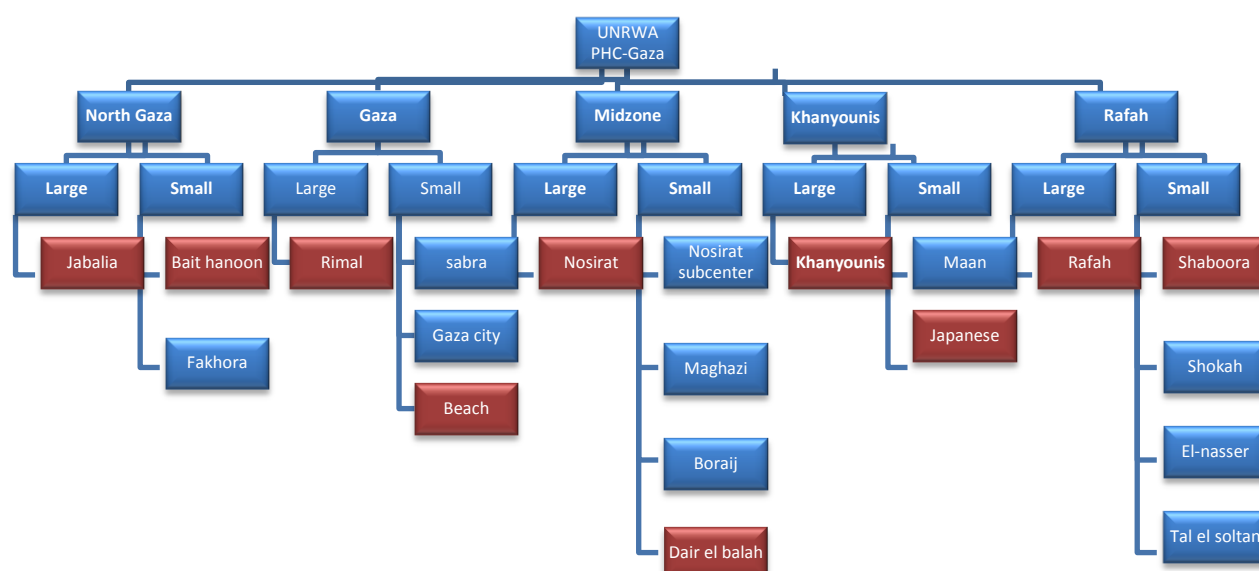 UNRWA
PHC-Gaza
North Gaza
Gaza
Midzone
Khanyounis
Rafah
Large
Small
Large
Small
Large
Small
Large
Small
Large
Small
Jabalia
Bait hanoon
Rimal
sabra
Nosirat
Nosirat
subcenter
Khanyounis
Maan
Rafah
Shaboora
Fakhora
Gaza city
Maghazi
Japanese
Shokah
Beach
Boraij
El-nasser
Dair el balah
Tal el soltan